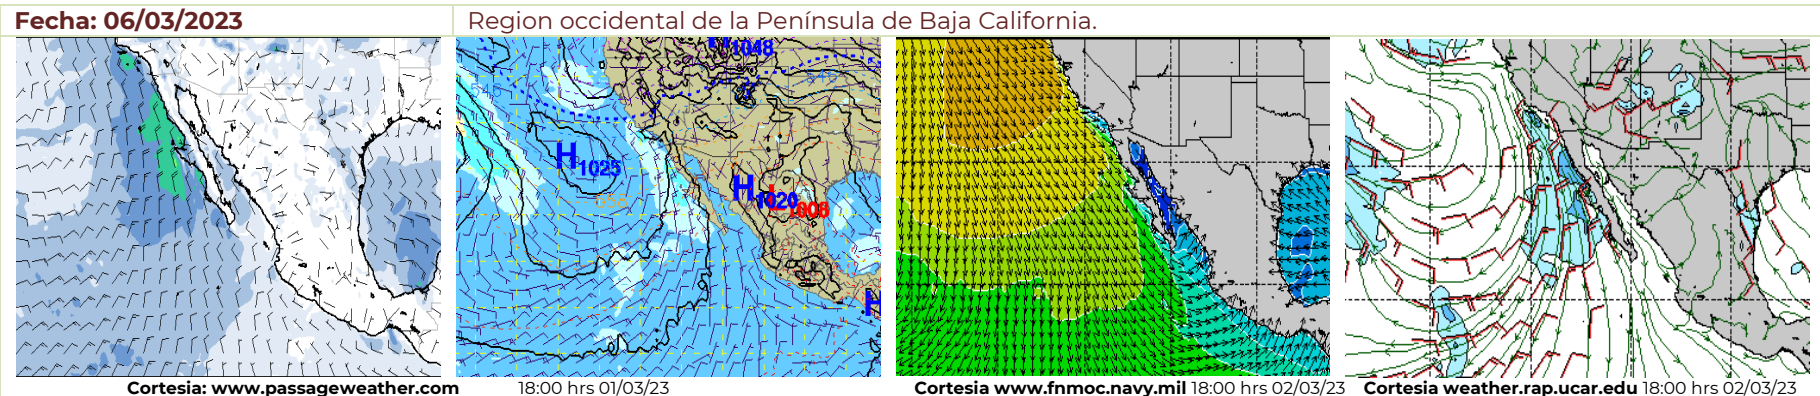 Fecha: 06/03/2023
Region occidental de la Península de Baja California.
1048
H1025
H1020
1008
H
Cortesia: www.passageweather.com
18:00 hrs 01/03/23
Cortesia www.fnmoc.navy.mil 18:00 hrs 02/03/23
Cortesia weather.rap.ucar.edu 18:00 hrs 02/03/23